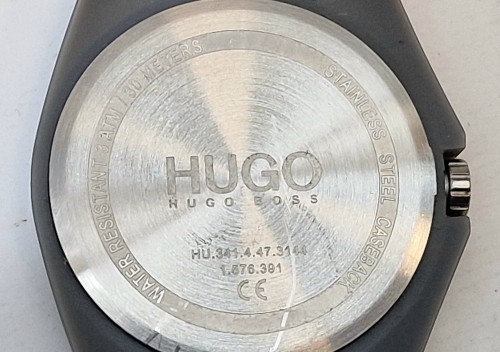 WATER RESISTANT 3 ATM / 30 METERS
STAINLESS STEEL CASEBACK
HUGO
HUGO BOSS
HU.341.4.47.3144
1.576.391
CE